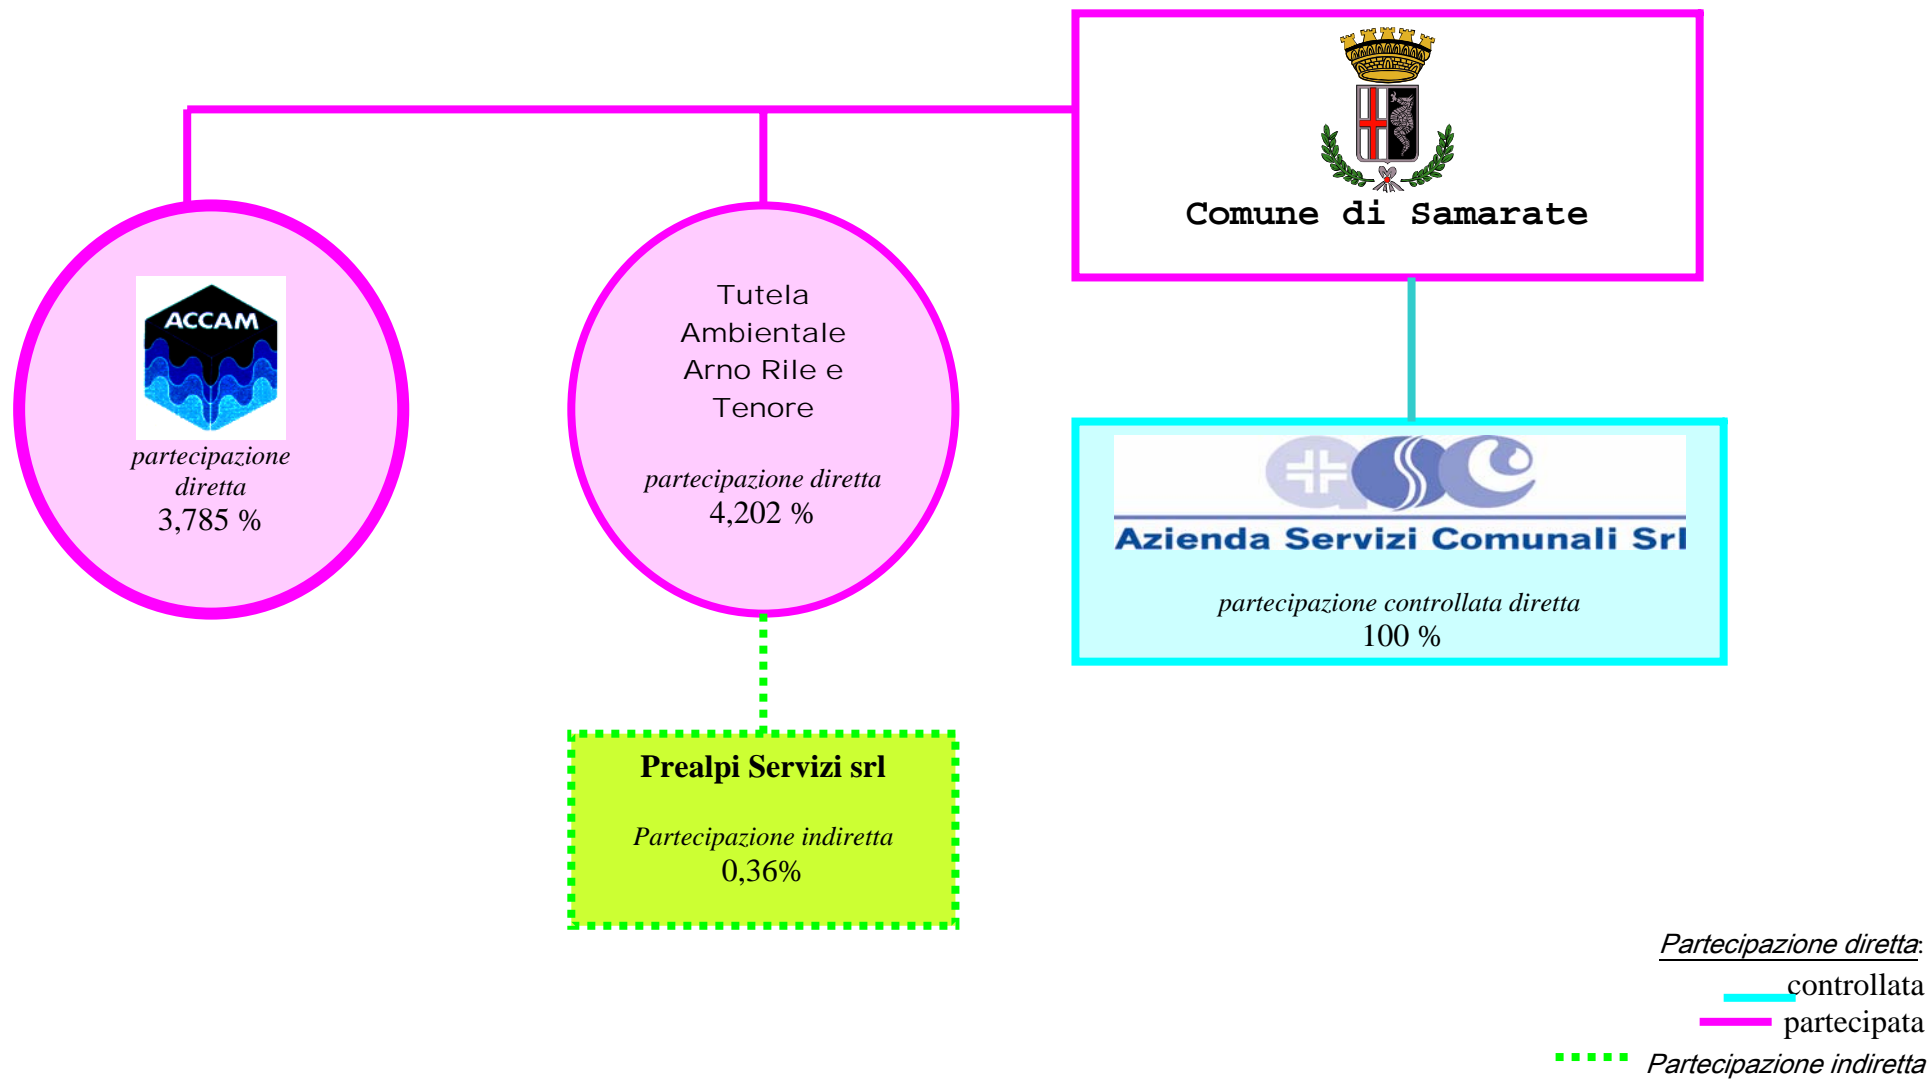 Comune di Samarate
ACCAM
partecipazione
diretta
3,785 %
Tutela
Ambientale
Arno Rile e
Tenore
partecipazione diretta
4,202 %
asc
Azienda Servizi Comunali Srl
partecipazione controllata diretta
100 %
Prealpi Servizi srl
Partecipazione indiretta
0,36%
Partecipazione diretta:
controllata
partecipata
Partecipazione indiretta